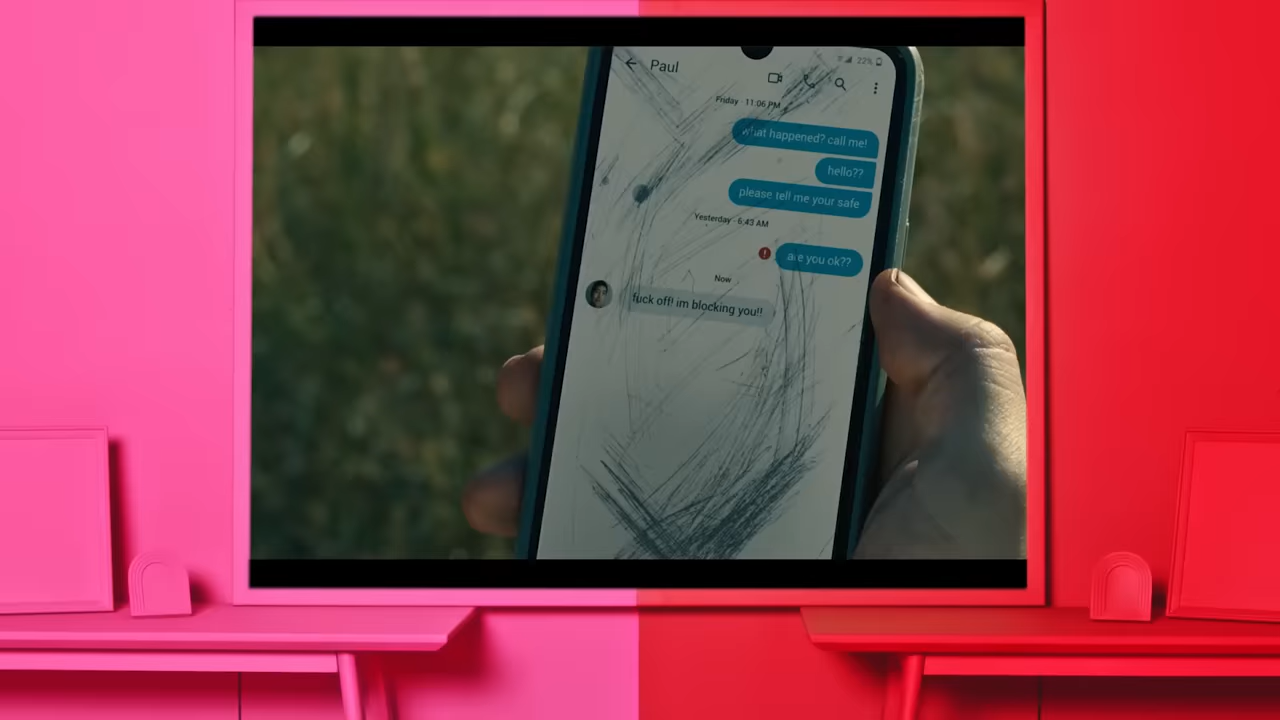 Paul
22%
Friday · 11:06 PM
what happened? call me!
hello??
please tell me your safe
Yesterday · 6:43 AM
!
are you ok??
Now
fuck off! im blocking you!!